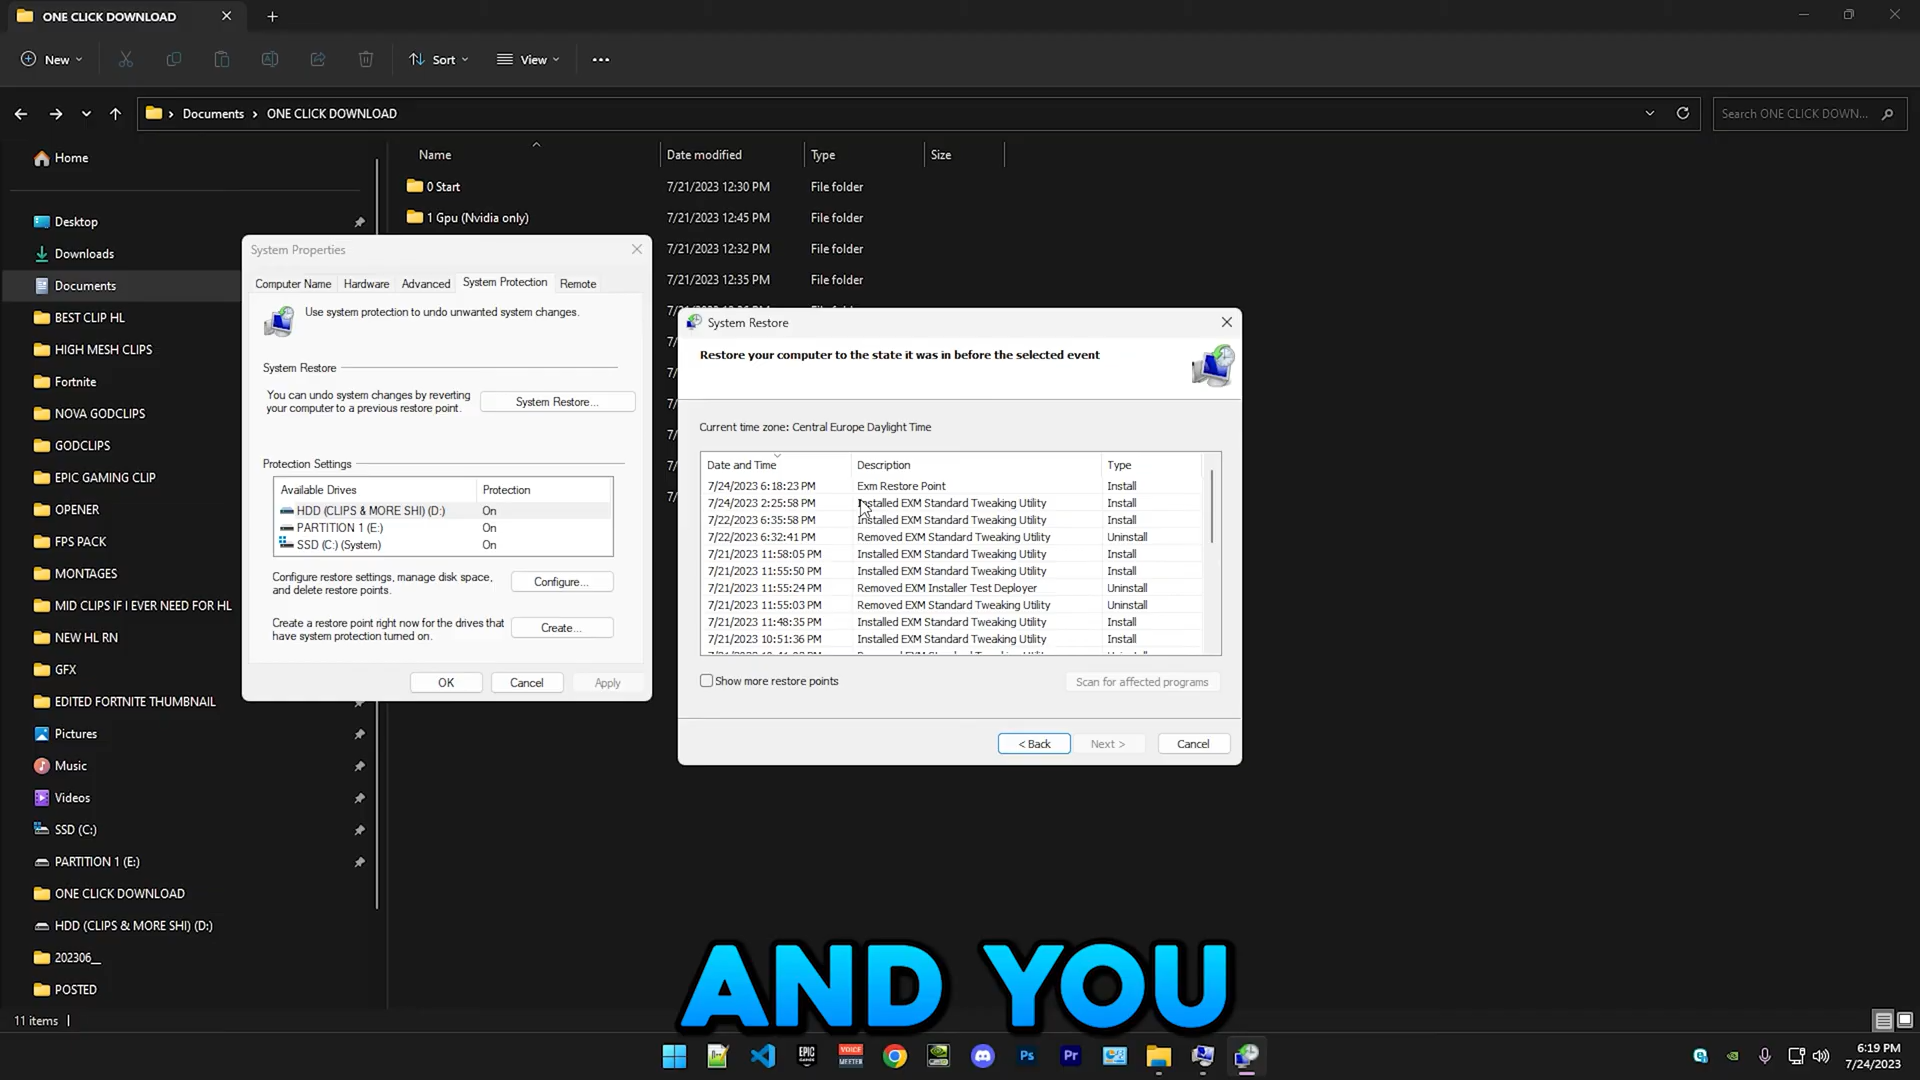 ONE CLICK DOWNLOAD
New
Sort
View
Documents > ONE CLICK DOWNLOAD
Search ONE CLICK DOWN...
Home
Desktop
Downloads
Documents
BEST CLIP HL
HIGH MESH CLIPS
Fortnite
NOVA GODCLIPS
GODCLIPS
EPIC GAMING CLIP
OPENER
FPS PACK
MONTAGES
MID CLIPS IF I EVER NEED FOR HL
NEW HL RN
GFX
EDITED FORTNITE THUMBNAIL
Pictures
Music
Videos
SSD (C:)
PARTITION 1 (E:)
ONE CLICK DOWNLOAD
HDD (CLIPS & MORE SHI) (D:)
202306__
POSTED
11 items
Name Date modified Type Size
0 Start 7/21/2023 12:30 PM File folder
1 Gpu (Nvidia only) 7/21/2023 12:45 PM File folder
7/21/2023 12:32 PM File folder
7/21/2023 12:35 PM File folder
System Properties
Computer Name Hardware Advanced System Protection Remote
Use system protection to undo unwanted system changes.
System Restore
You can undo system changes by reverting
your computer to a previous restore point.
System Restore...
Protection Settings
Available Drives Protection
HDD (CLIPS & MORE SHI) (D:) On
PARTITION 1 (E:) On
SSD (C:) (System) On
Configure restore settings, manage disk space,
and delete restore points.
Configure...
Create a restore point right now for the drives that
have system protection turned on.
Create...
OK Cancel Apply
System Restore
Restore your computer to the state it was in before the selected event
Current time zone: Central Europe Daylight Time
Date and Time Description Type
7/24/2023 6:18:23 PM Exm Restore Point Install
7/24/2023 2:25:58 PM Installed EXM Standard Tweaking Utility Install
7/22/2023 6:35:58 PM Installed EXM Standard Tweaking Utility Install
7/22/2023 6:32:41 PM Removed EXM Standard Tweaking Utility Uninstall
7/21/2023 11:58:05 PM Installed EXM Standard Tweaking Utility Install
7/21/2023 11:55:50 PM Installed EXM Standard Tweaking Utility Install
7/21/2023 11:55:24 PM Removed EXM Installer Test Deployer Uninstall
7/21/2023 11:55:03 PM Removed EXM Standard Tweaking Utility Uninstall
7/21/2023 11:48:35 PM Installed EXM Standard Tweaking Utility Install
7/21/2023 10:51:36 PM Installed EXM Standard Tweaking Utility Install
Show more restore points
Scan for affected programs
< Back Next > Cancel
AND YOU
EPIC GAMES
VOICE MEETER
Ps
Pr
6:19 PM
7/24/2023